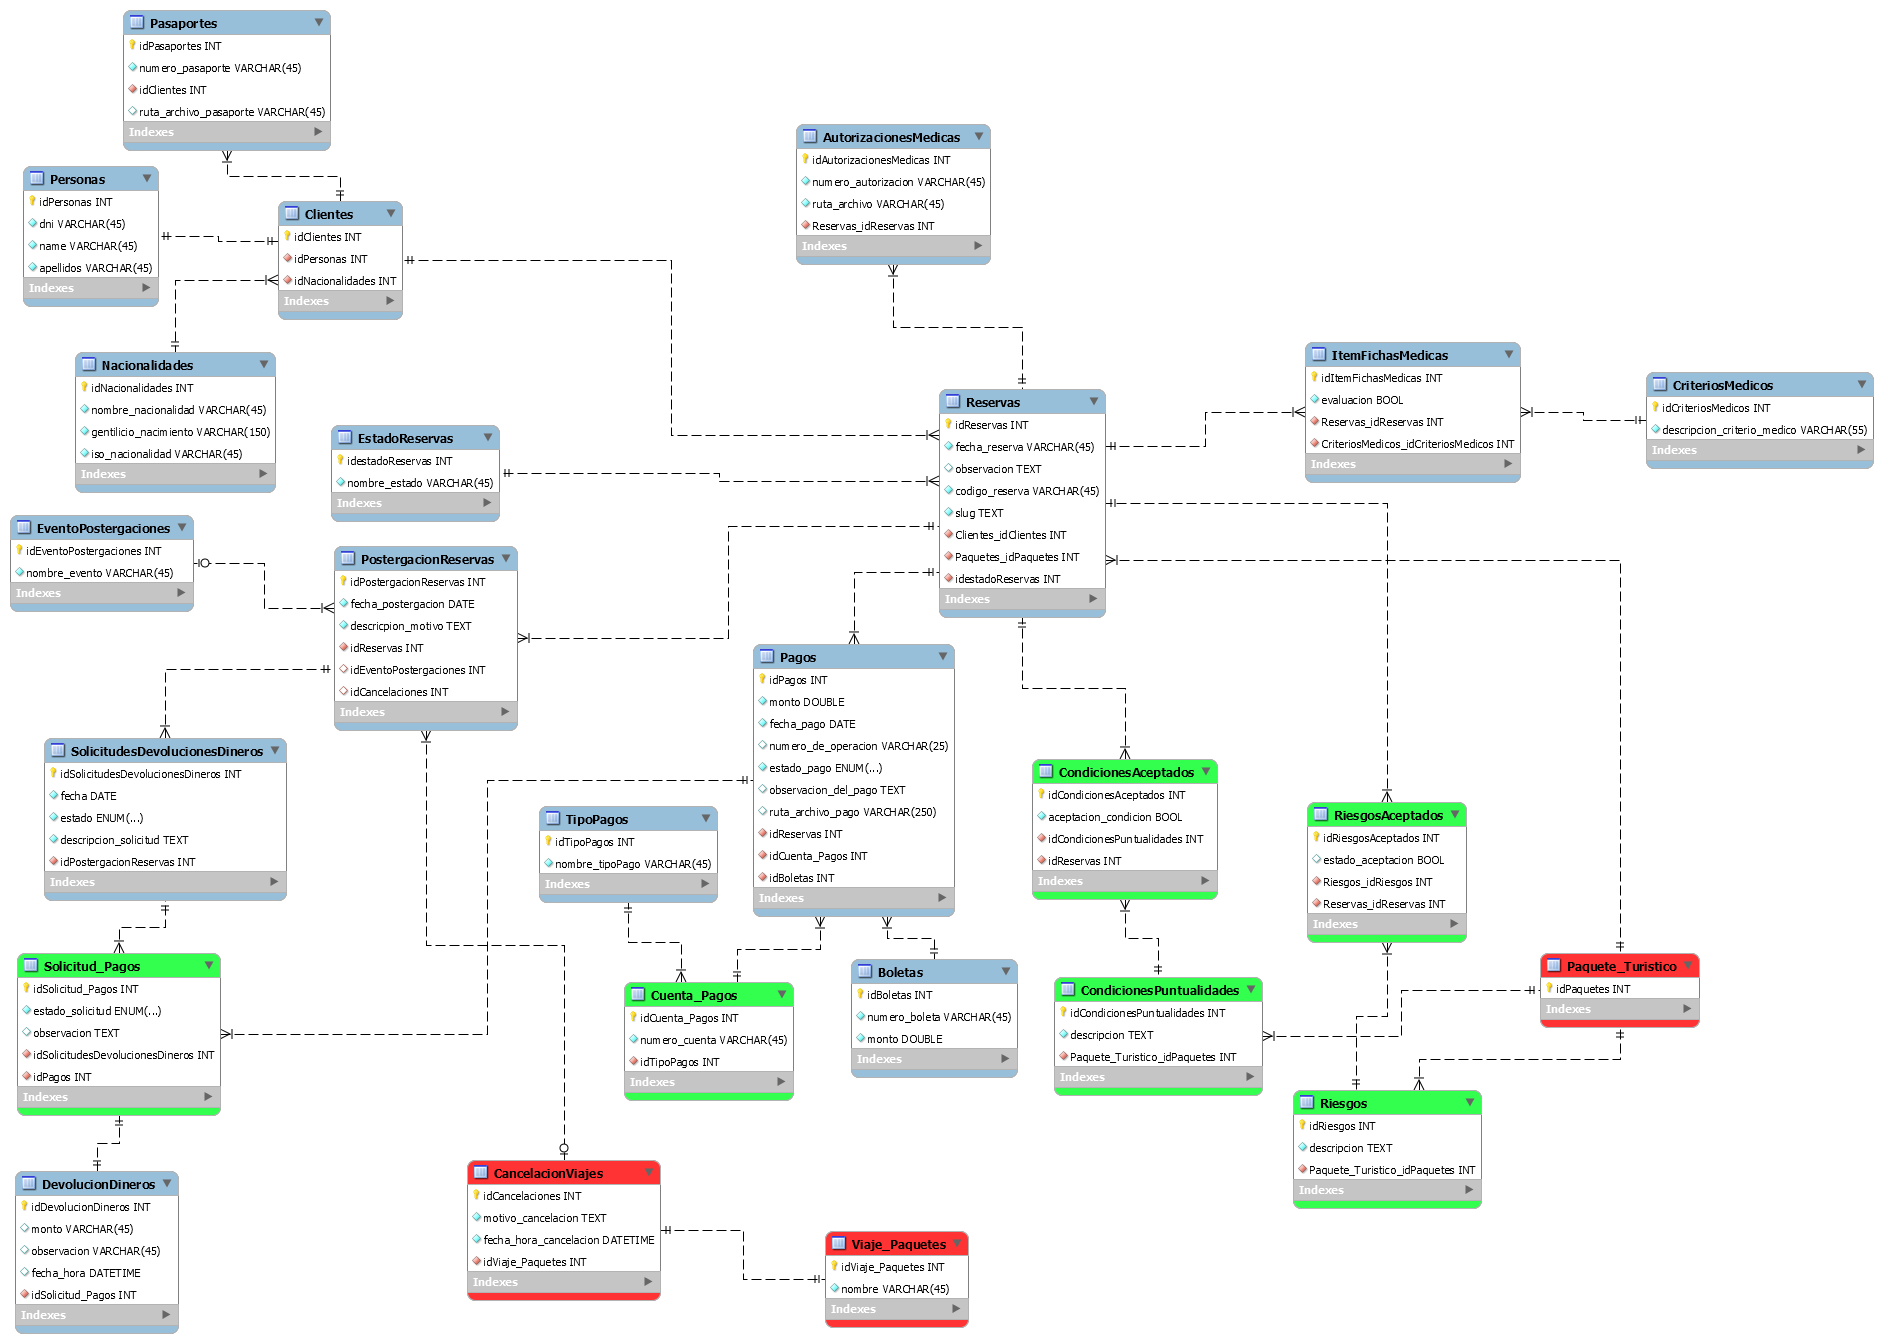 Pasaportes
idPasaportes INT
numero_pasaporte VARCHAR(45)
idClientes INT
ruta_archivo_pasaporte VARCHAR(45)
Indexes
Personas
idPersonas INT
dni VARCHAR(45)
name VARCHAR(45)
apellidos VARCHAR(45)
Indexes
Clientes
idClientes INT
idPersonas INT
idNacionalidades INT
Indexes
AutorizacionesMedicas
idAutorizacionesMedicas INT
numero_autorizacion VARCHAR(45)
ruta_archivo VARCHAR(45)
Reservas_idReservas INT
Indexes
Nacionalidades
idNacionalidades INT
nombre_nacionalidad VARCHAR(45)
gentilicio_nacimiento VARCHAR(150)
iso_nacionalidad VARCHAR(45)
Indexes
ItemFichasMedicas
idItemFichasMedicas INT
evaluacion BOOL
Reservas_idReservas INT
CriteriosMedicos_idCriteriosMedicos INT
Indexes
CriteriosMedicos
idCriteriosMedicos INT
descripcion_criterio_medico VARCHAR(55)
Indexes
Reservas
idReservas INT
fecha_reserva VARCHAR(45)
observacion TEXT
codigo_reserva VARCHAR(45)
slug TEXT
Clientes_idClientes INT
Paquetes_idPaquetes INT
idestadoReservas INT
Indexes
EstadoReservas
idestadoReservas INT
nombre_estado VARCHAR(45)
Indexes
EventoPostergaciones
idEventoPostergaciones INT
nombre_evento VARCHAR(45)
Indexes
PostergacionReservas
idPostergacionReservas INT
fecha_postergacion DATE
descricpion_motivo TEXT
idReservas INT
idEventoPostergaciones INT
idCancelaciones INT
Indexes
Pagos
idPagos INT
monto DOUBLE
fecha_pago DATE
numero_de_operacion VARCHAR(25)
estado_pago ENUM(...)
observacion_del_pago TEXT
ruta_archivo_pago VARCHAR(250)
idReservas INT
idCuenta_Pagos INT
idBoletas INT
Indexes
SolicitudesDevolucionesDineros
idSolicitudesDevolucionesDineros INT
fecha DATE
estado ENUM(...)
descripcion_solicitud TEXT
idPostergacionReservas INT
Indexes
TipoPagos
idTipoPagos INT
nombre_tipoPago VARCHAR(45)
Indexes
CondicionesAceptados
idCondicionesAceptados INT
aceptacion_condicion BOOL
idCondicionesPuntualidades INT
idReservas INT
Indexes
RiesgosAceptados
idRiesgosAceptados INT
estado_aceptacion BOOL
Riesgos_idRiesgos INT
Reservas_idReservas INT
Indexes
Solicitud_Pagos
idSolicitud_Pagos INT
estado_solicitud ENUM(...)
observacion TEXT
idSolicitudesDevolucionesDineros INT
idPagos INT
Indexes
Cuenta_Pagos
idCuenta_Pagos INT
numero_cuenta VARCHAR(45)
idTipoPagos INT
Indexes
Boletas
idBoletas INT
numero_boleta VARCHAR(45)
monto DOUBLE
Indexes
CondicionesPuntualidades
idCondicionesPuntualidades INT
descripcion TEXT
Paquete_Turistico_idPaquetes INT
Indexes
Paquete_Turistico
idPaquetes INT
Indexes
Riesgos
idRiesgos INT
descripcion TEXT
Paquete_Turistico_idPaquetes INT
Indexes
DevolucionDineros
idDevolucionDineros INT
monto VARCHAR(45)
observacion VARCHAR(45)
fecha_hora DATETIME
idSolicitud_Pagos INT
Indexes
CancelacionViajes
idCancelaciones INT
motivo_cancelacion TEXT
fecha_hora_cancelacion DATETIME
idViaje_Paquetes INT
Indexes
Viaje_Paquetes
idViaje_Paquetes INT
nombre VARCHAR(45)
Indexes